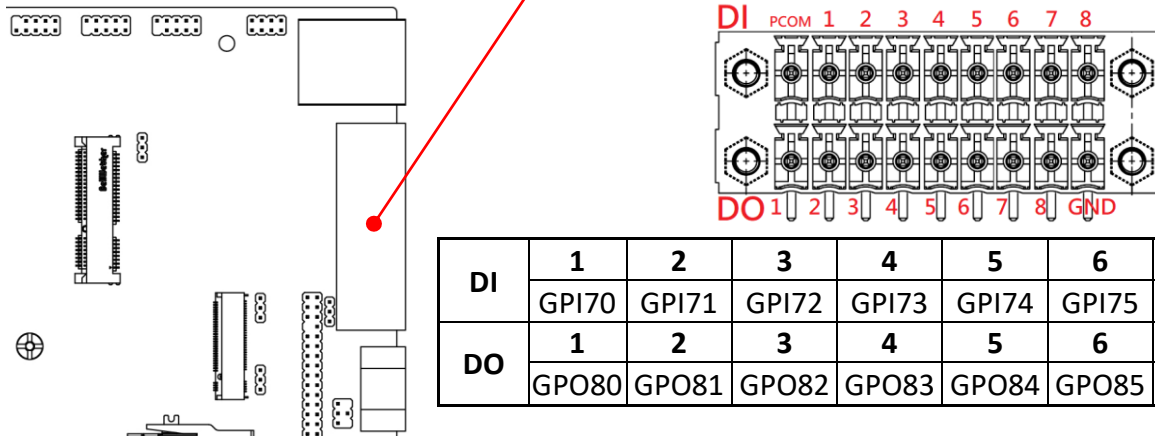 DI PCOM 1 2 3 4 5 6 7 8
DO 1 2 3 4 5 6 7 8 GND
DI 1 2 3 4 5 6
GPI70 GPI71 GPI72 GPI73 GPI74 GPI75
DO 1 2 3 4 5 6
GPO80 GPO81 GPO82 GPO83 GPO84 GPO85